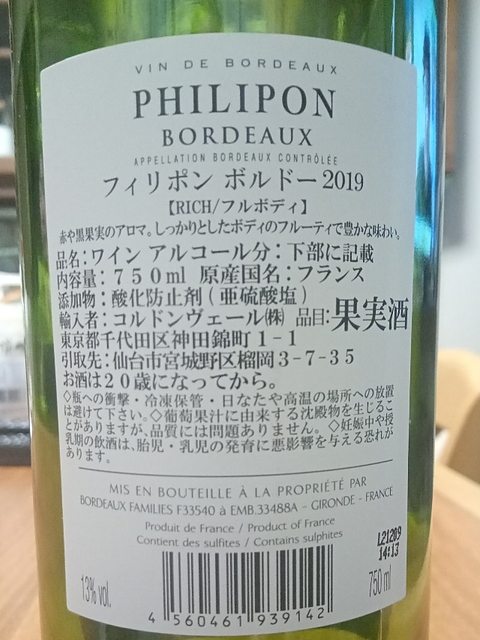 VIN DE BORDEAUX
PHILIPON
BORDEAUX
APPELLATION BORDEAUX CONTRÔLÉE
フィリポン ボルドー2019
【RICH/フルボディ】
赤や黒果実のアロマ。しっかりとしたボディのフルーティで豊かな味わい。
品名：ワイン アルコール分：下部に記載
内容量：７５０ml 原産国名：フランス
添加物：酸化防止剤（亜硫酸塩）
輸入者：コルドンヴェール㈱ 品目：果実酒
東京都千代田区神田錦町１-１
引取先：仙台市宮城野区榴岡３-７-３５
お酒は２０歳になってから。
◇瓶への衝撃・冷凍保管・日なたや高温の場所への放置
は避けて下さい。◇葡萄果汁に由来する沈殿物を生じるこ
とがありますが、品質には問題ありません。◇妊娠中や授
乳期の飲酒は、胎児・乳児の発育に悪影響を与える恐れが
あります。
MIS EN BOUTEILLE À LA PROPRIÉTÉ PAR
BORDEAUX FAMILIES F33540 à EMB.33488A - GIRONDE - FRANCE
Produit de France / Product of France
Contient des sulfites / Contains sulphites
L21209
14:13
13% vol.
750 ml
4 560461 939142